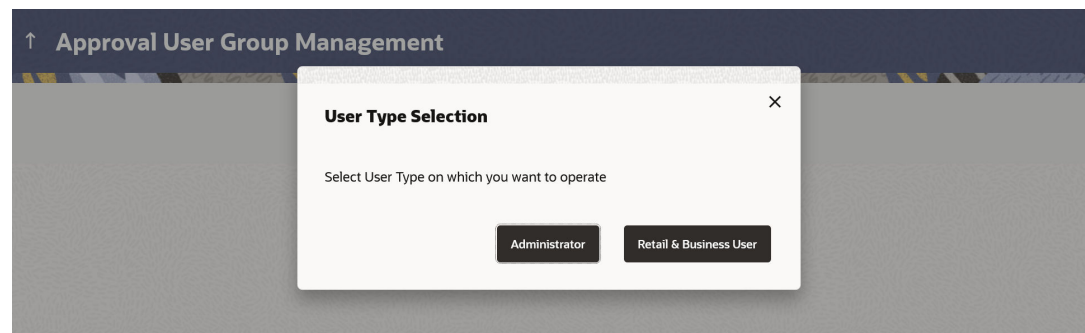 ↑ Approval User Group Management
User Type Selection
Select User Type on which you want to operate
Administrator Retail & Business User